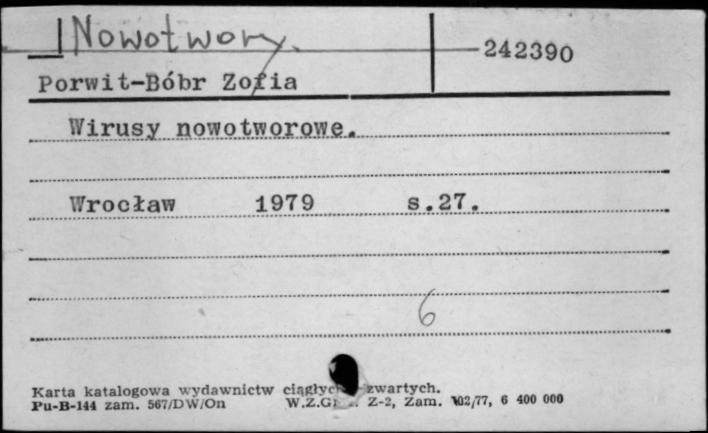 Nowotwory.
242390
Porwit-Bóbr Zofia
Wirusy nowotworowe.
Wrocław 1979 s.27.
6
Karta katalogowa wydawnictw zwartych.
Pu-B-144 zam. 567/DW/On W.Z.G. Z-2, Zam. 102/77, 6 400 000